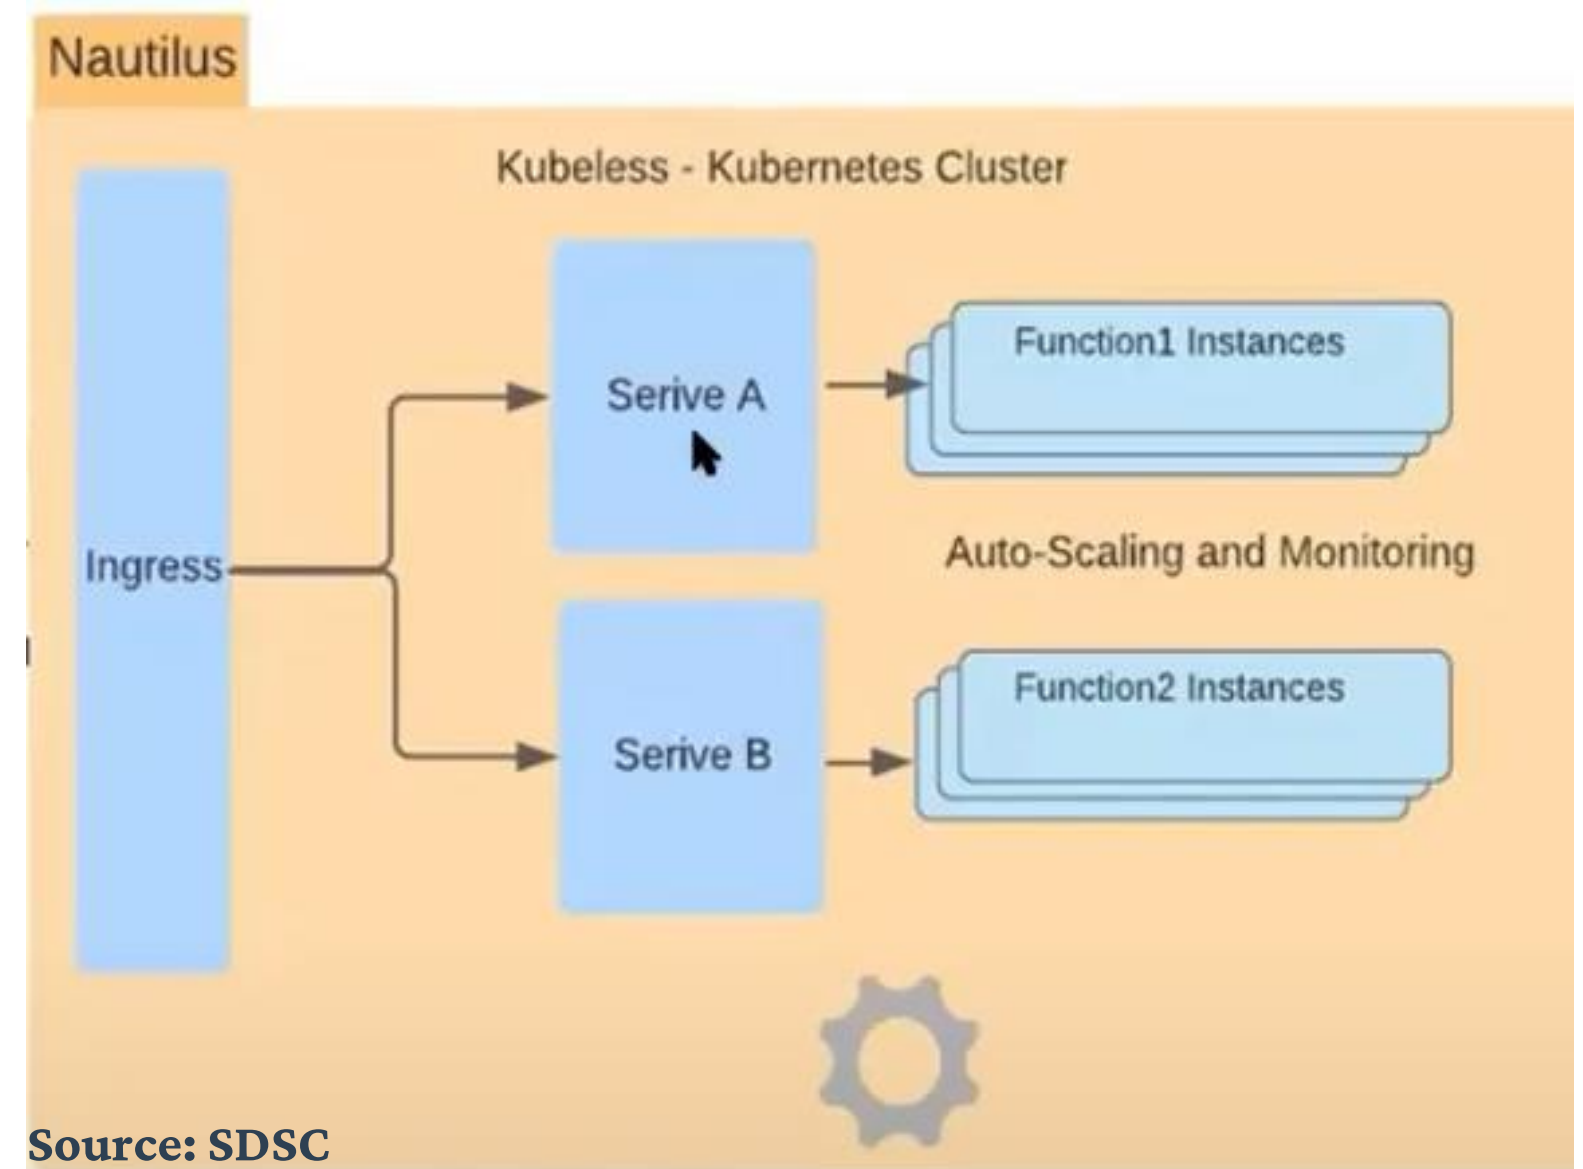 Nautilus
Kubeless - Kubernetes Cluster
Ingress
Serive A
Function1 Instances
Auto-Scaling and Monitoring
Serive B
Function2 Instances
Source: SDSC